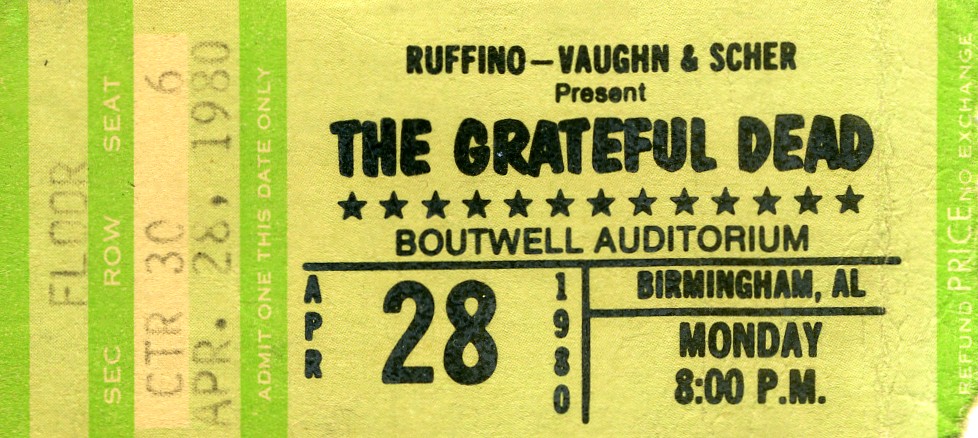 FLOOR
SEC ROW SEAT
CTR 30 6
APR. 28, 1980
ADMIT ONE THIS DATE ONLY
RUFFINO—VAUGHN & SCHER
Present
THE GRATEFUL DEAD
★★★★★★★★★★★★★
BOUTWELL AUDITORIUM
APR 28 1980
BIRMINGHAM, AL
MONDAY
8:00 P.M.
REFUND PRICE NO EXCHANGE